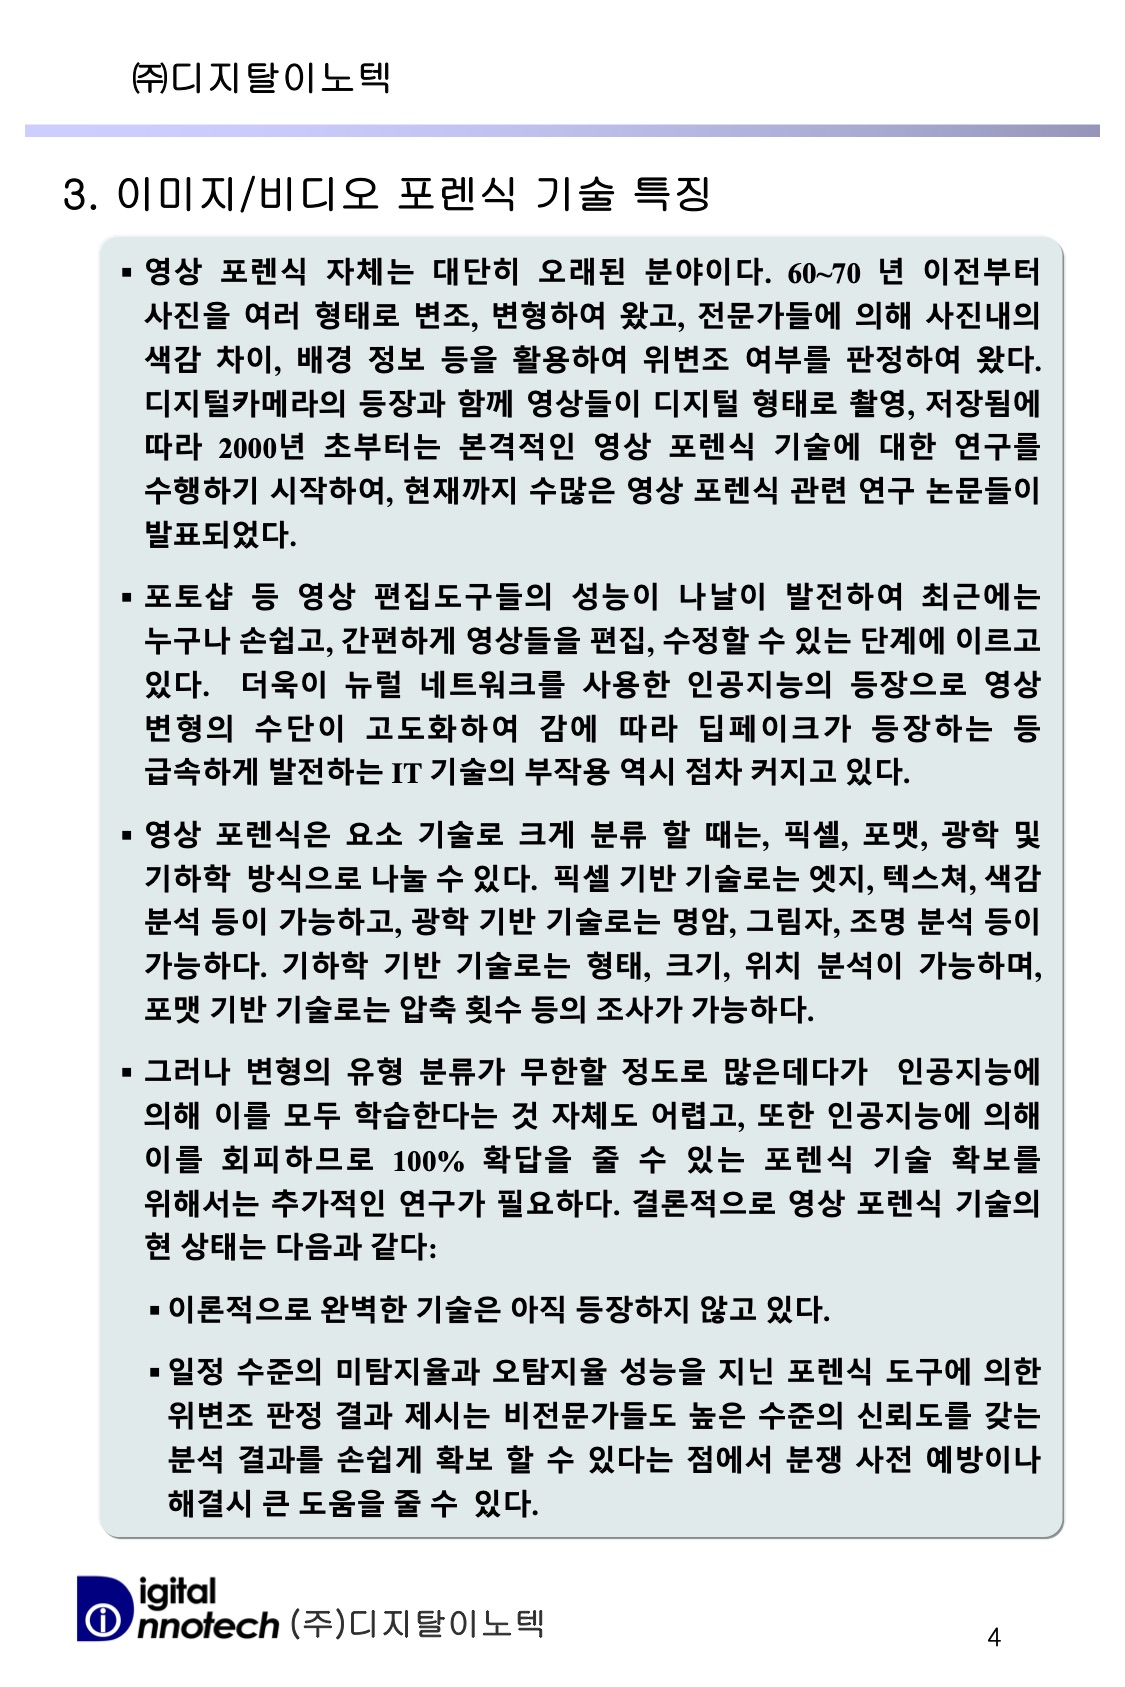 ㈜디지탈이노텍
3. 이미지/비디오 포렌식 기술 특징
▪ 영상 포렌식 자체는 대단히 오래된 분야이다. 60~70 년 이전부터
사진을 여러 형태로 변조, 변형하여 왔고, 전문가들에 의해 사진내의
색감 차이, 배경 정보 등을 활용하여 위변조 여부를 판정하여 왔다.
디지털카메라의 등장과 함께 영상들이 디지털 형태로 촬영, 저장됨에
따라 2000년 초부터는 본격적인 영상 포렌식 기술에 대한 연구를
수행하기 시작하여, 현재까지 수많은 영상 포렌식 관련 연구 논문들이
발표되었다.
▪ 포토샵 등 영상 편집도구들의 성능이 나날이 발전하여 최근에는
누구나 손쉽고, 간편하게 영상들을 편집, 수정할 수 있는 단계에 이르고
있다. 더욱이 뉴럴 네트워크를 사용한 인공지능의 등장으로 영상
변형의 수단이 고도화하여 감에 따라 딥페이크가 등장하는 등
급속하게 발전하는 IT 기술의 부작용 역시 점차 커지고 있다.
▪ 영상 포렌식은 요소 기술로 크게 분류 할 때는, 픽셀, 포맷, 광학 및
기하학 방식으로 나눌 수 있다. 픽셀 기반 기술로는 엣지, 텍스쳐, 색감
분석 등이 가능하고, 광학 기반 기술로는 명암, 그림자, 조명 분석 등이
가능하다. 기하학 기반 기술로는 형태, 크기, 위치 분석이 가능하며,
포맷 기반 기술로는 압축 횟수 등의 조사가 가능하다.
▪ 그러나 변형의 유형 분류가 무한할 정도로 많은데다가 인공지능에
의해 이를 모두 학습한다는 것 자체도 어렵고, 또한 인공지능에 의해
이를 회피하므로 100% 확답을 줄 수 있는 포렌식 기술 확보를
위해서는 추가적인 연구가 필요하다. 결론적으로 영상 포렌식 기술의
현 상태는 다음과 같다:
▪ 이론적으로 완벽한 기술은 아직 등장하지 않고 있다.
▪ 일정 수준의 미탐지율과 오탐지율 성능을 지닌 포렌식 도구에 의한
위변조 판정 결과 제시는 비전문가들도 높은 수준의 신뢰도를 갖는
분석 결과를 손쉽게 확보 할 수 있다는 점에서 분쟁 사전 예방이나
해결시 큰 도움을 줄 수 있다.
Digital
innotech (주)디지탈이노텍
4